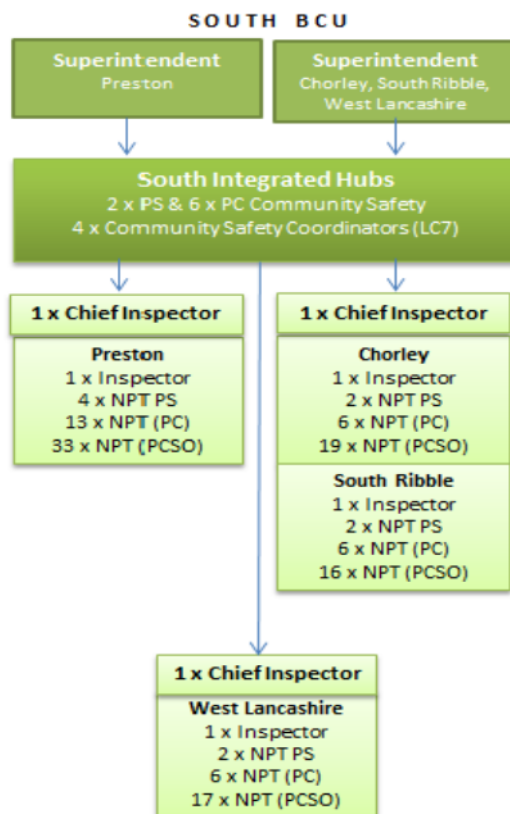 SOUTH BCU
Superintendent
Preston
Superintendent
Chorley, South Ribble,
West Lancashire
South Integrated Hubs
2 x PS & 6 x PC Community Safety
4 x Community Safety Coordinators (LC7)
1 x Chief Inspector
Preston
1 x Inspector
4 x NPT PS
13 x NPT (PC)
33 x NPT (PCSO)
1 x Chief Inspector
Chorley
1 x Inspector
2 x NPT PS
6 x NPT (PC)
19 x NPT (PCSO)
South Ribble
1 x Inspector
2 x NPT PS
6 x NPT (PC)
16 x NPT (PCSO)
1 x Chief Inspector
West Lancashire
1 x Inspector
2 x NPT PS
6 x NPT (PC)
17 x NPT (PCSO)